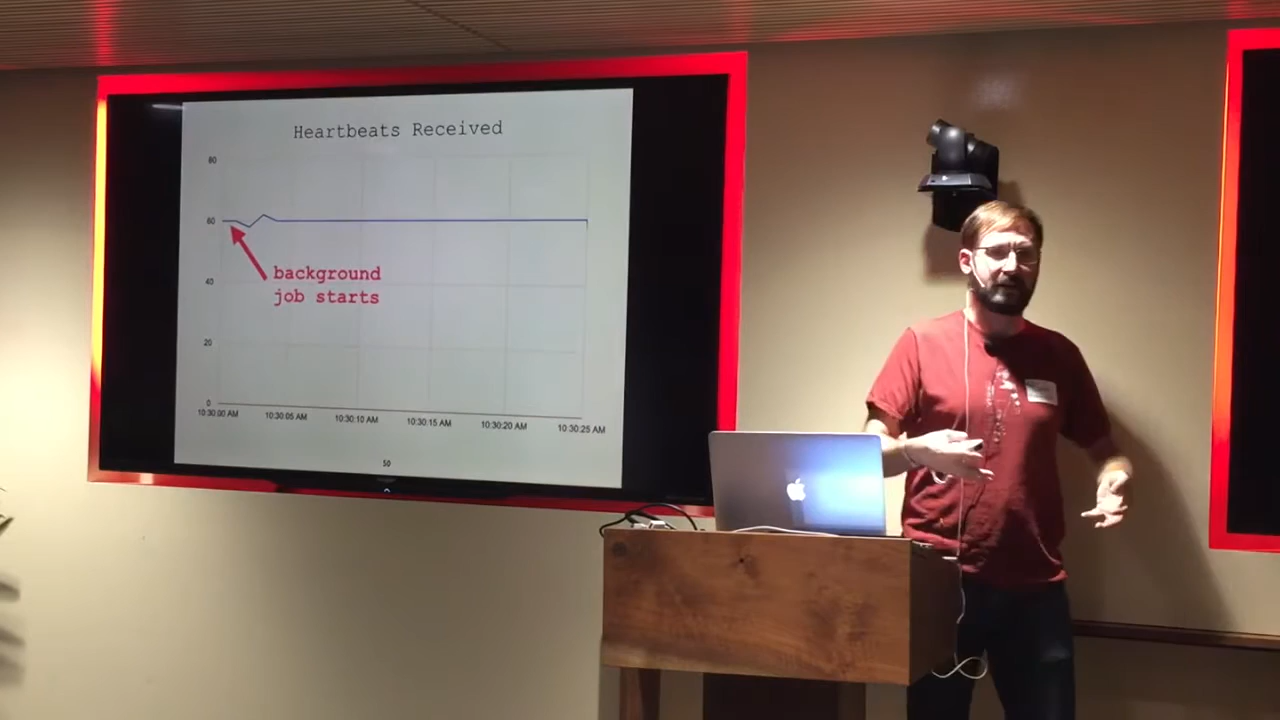 Heartbeats Received
80
60
40
20
0
background
job starts
10:30:00 AM
10:30:05 AM
10:30:10 AM
10:30:15 AM
10:30:20 AM
10:30:25 AM
50